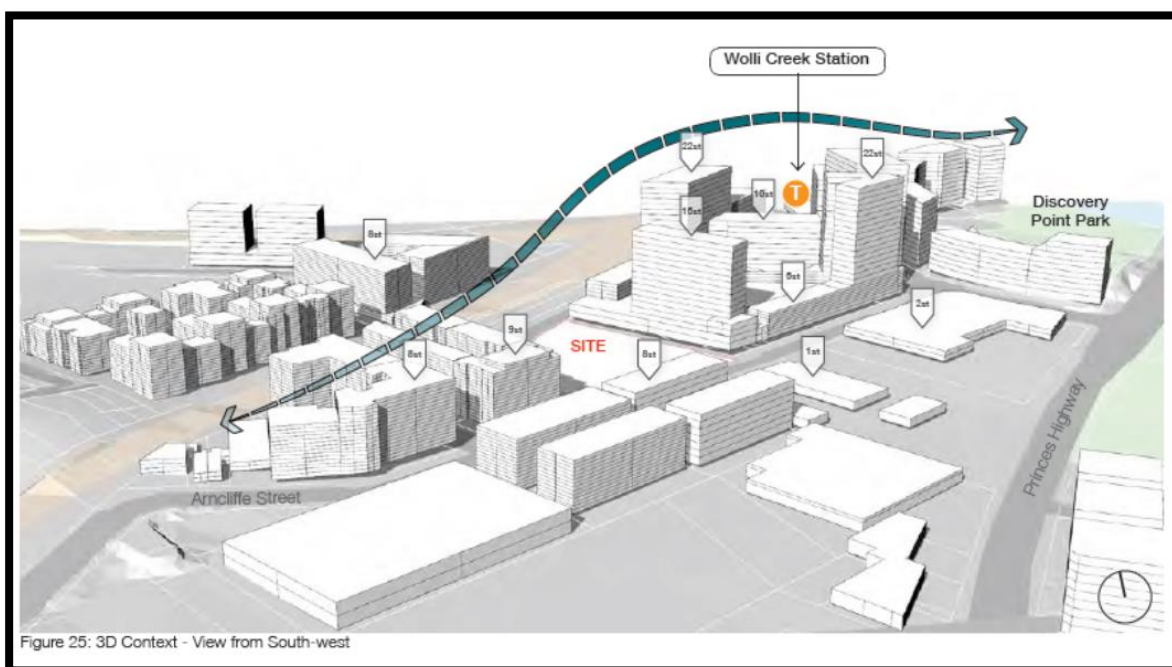 Wolli Creek Station
22st
22st
T
10st
Discovery
Point Park
15st
8st
6st
2st
9st
SITE
8st
8st
1st
Princes Highway
Arncliffe Street
Figure 25: 3D Context - View from South-west